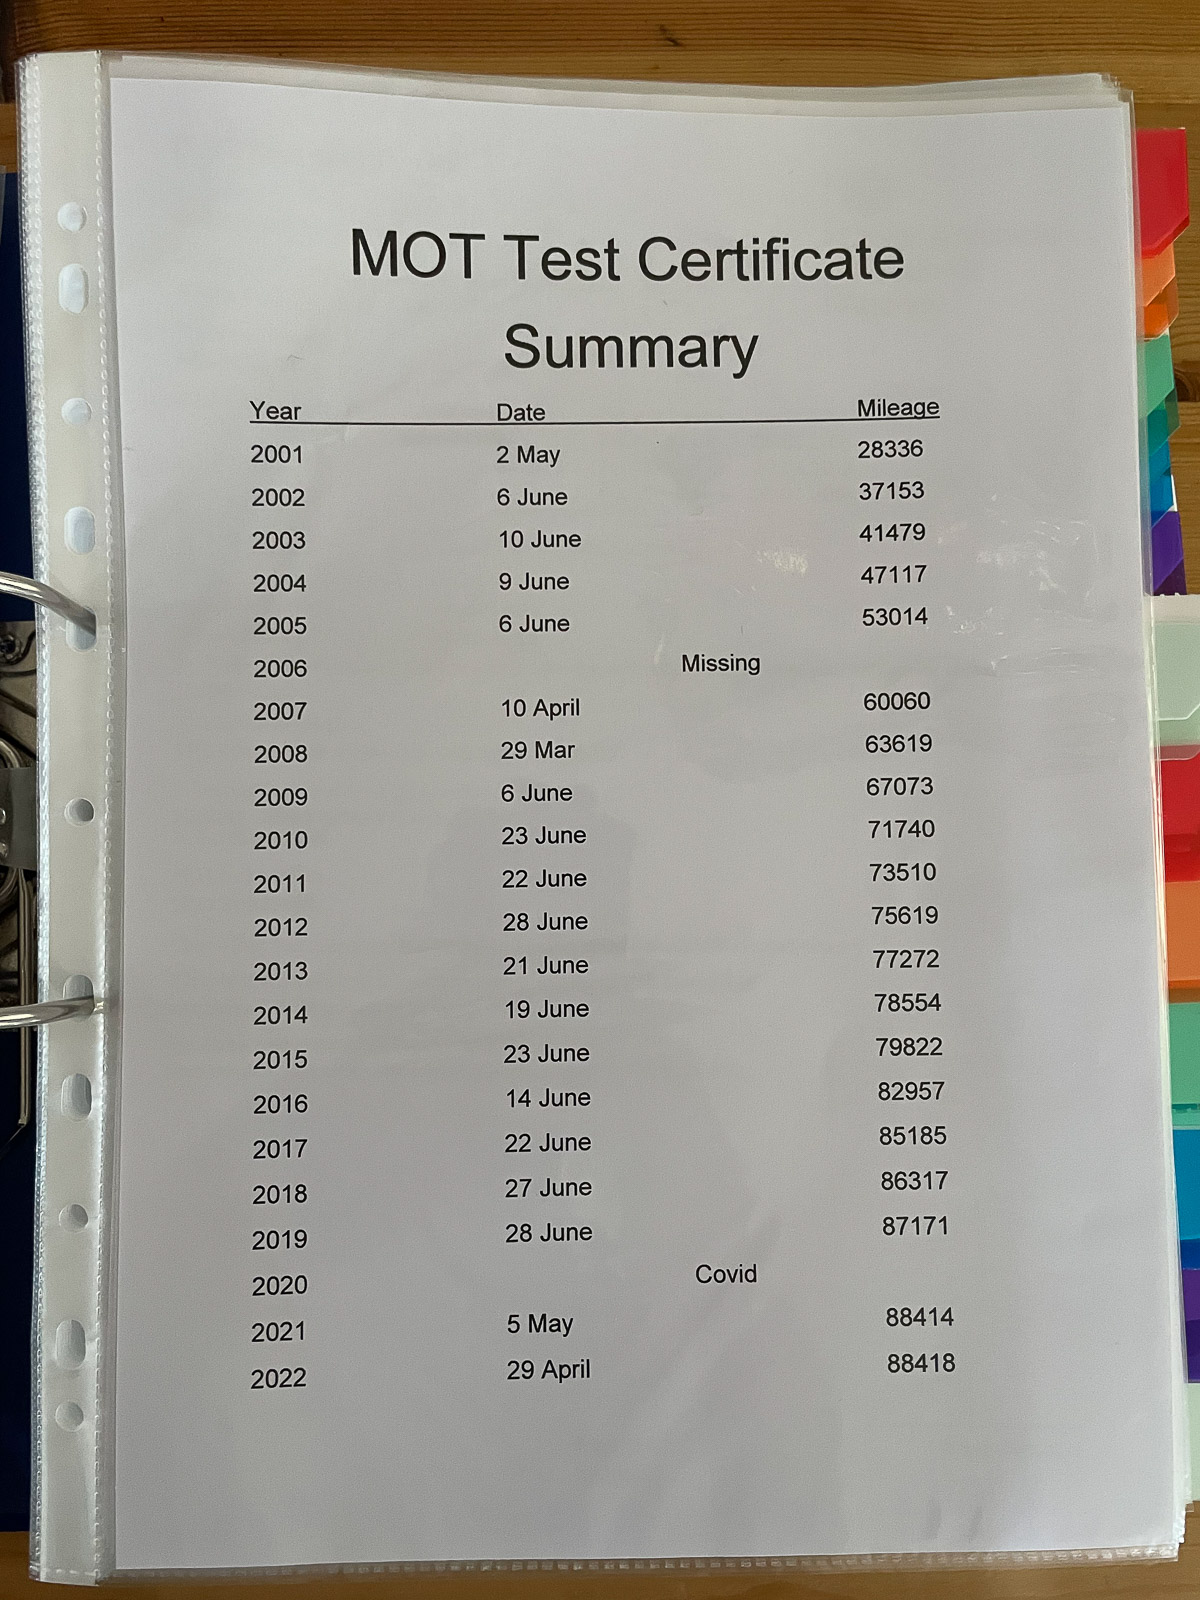 MOT Test Certificate
Summary
Year Date Mileage
2001 2 May 28336
2002 6 June 37153
2003 10 June 41479
2004 9 June 47117
2005 6 June 53014
2006 Missing
2007 10 April 60060
2008 29 Mar 63619
2009 6 June 67073
2010 23 June 71740
2011 22 June 73510
2012 28 June 75619
2013 21 June 77272
2014 19 June 78554
2015 23 June 79822
2016 14 June 82957
2017 22 June 85185
2018 27 June 86317
2019 28 June 87171
2020 Covid
2021 5 May 88414
2022 29 April 88418